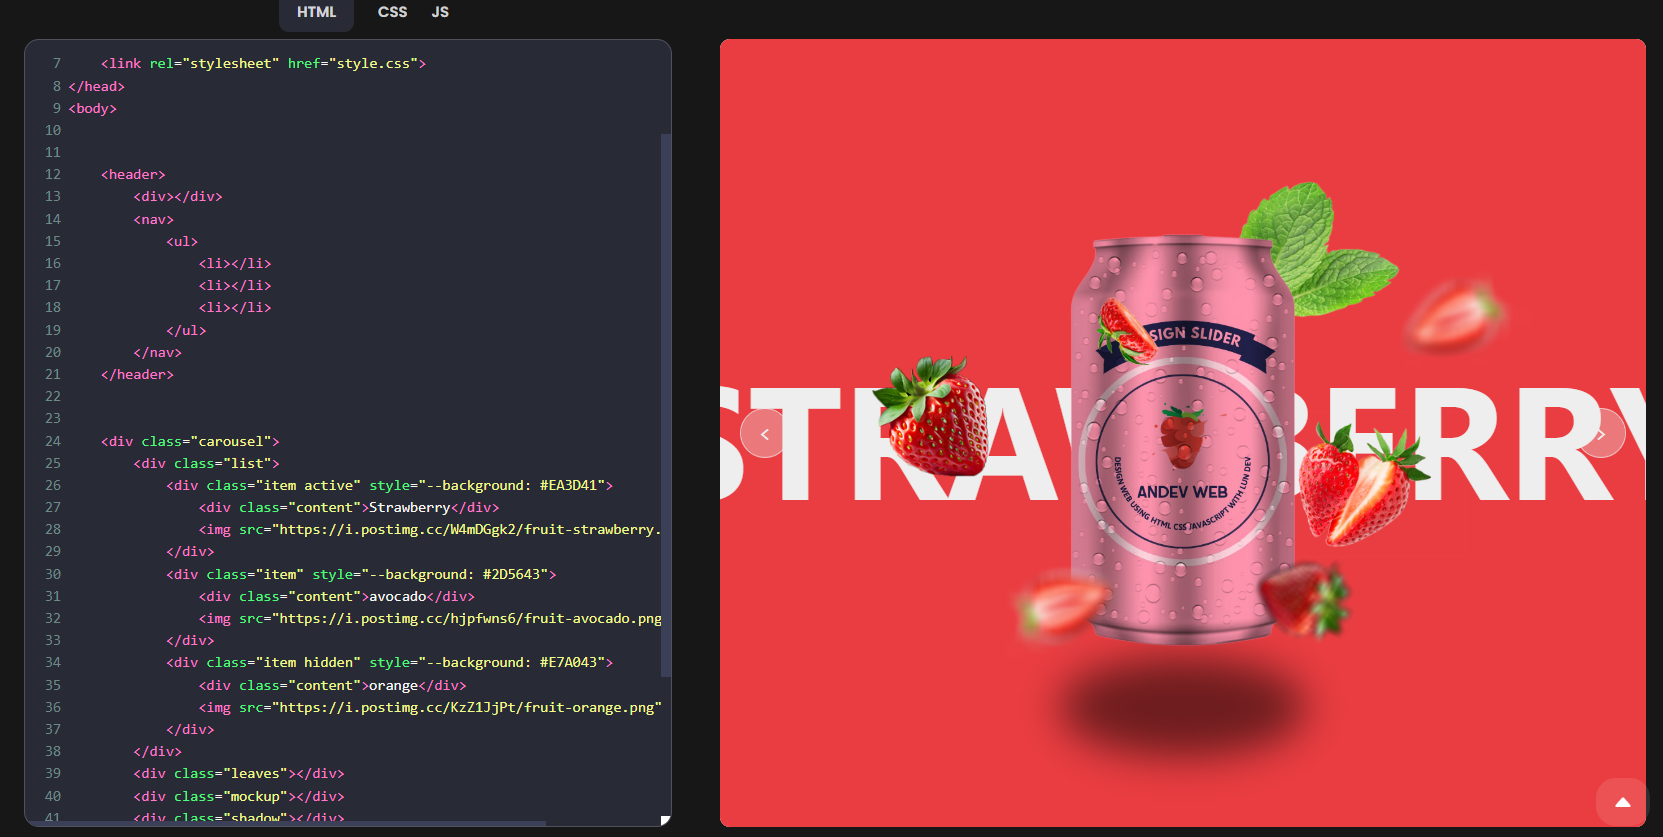 HTML CSS JS
7 <link rel="stylesheet" href="style.css">
8 </head>
9 <body>
10
11
12 <header>
13 <div></div>
14 <nav>
15 <ul>
16 <li></li>
17 <li></li>
18 <li></li>
19 </ul>
20 </nav>
21 </header>
22
23
24 <div class="carousel">
25 <div class="list">
26 <div class="item active" style="--background: #EA3D41">
27 <div class="content">Strawberry</div>
28 <img src="https://i.postimg.cc/W4mDGgk2/fruit-strawberry.
29 </div>
30 <div class="item" style="--background: #2D5643">
31 <div class="content">avocado</div>
32 <img src="https://i.postimg.cc/hjpfwns6/fruit-avocado.png
33 </div>
34 <div class="item hidden" style="--background: #E7A043">
35 <div class="content">orange</div>
36 <img src="https://i.postimg.cc/KzZ1JjPt/fruit-orange.png"
37 </div>
38 </div>
39 <div class="leaves"></div>
40 <div class="mockup"></div>
41 <div class="shadow"></div>
SIGN SLIDER
STRAW BERRY
ANDEV WEB
DESIGN WEB USING HTML CSS JAVASCRIPT WITH LUN DEV